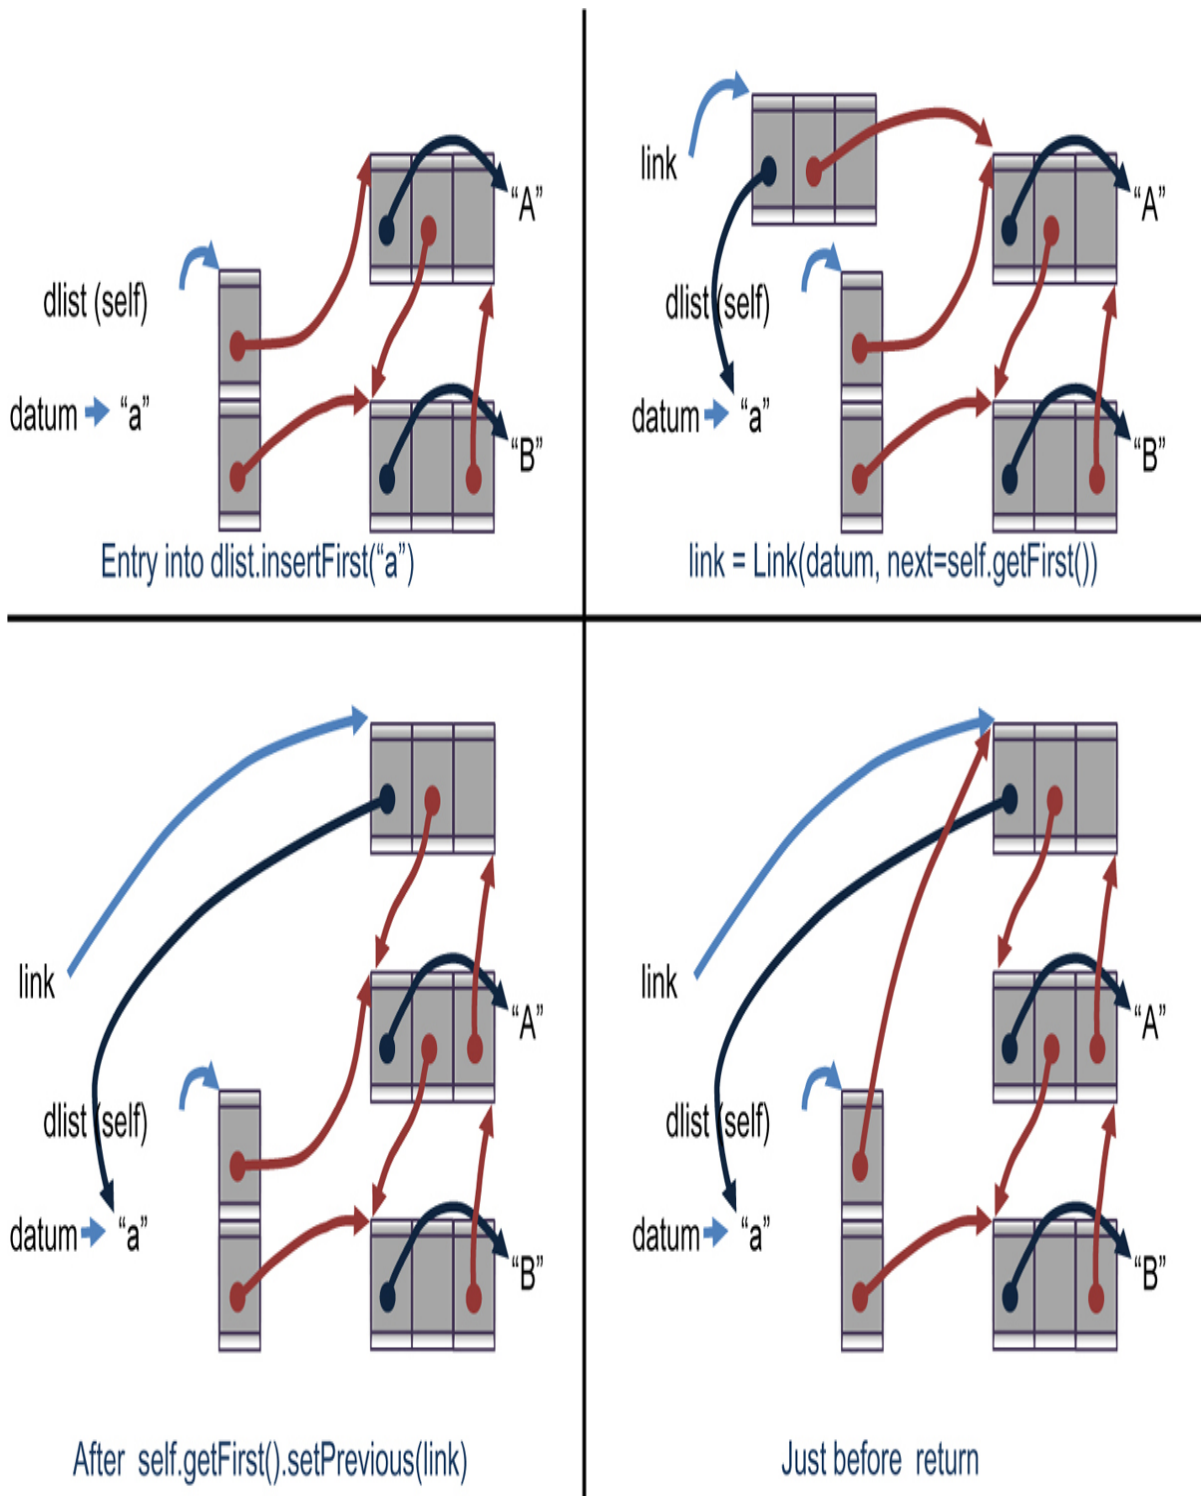 “A”
dlist (self)
datum “a”
“B”
Entry into dlist.insertFirst(“a”)
link
“A”
dlist (self)
datum “a”
“B”
link = Link(datum, next=self.getFirst())
link
“A”
dlist (self)
datum “a”
“B”
After self.getFirst().setPrevious(link)
link
“A”
dlist (self)
datum “a”
“B”
Just before return